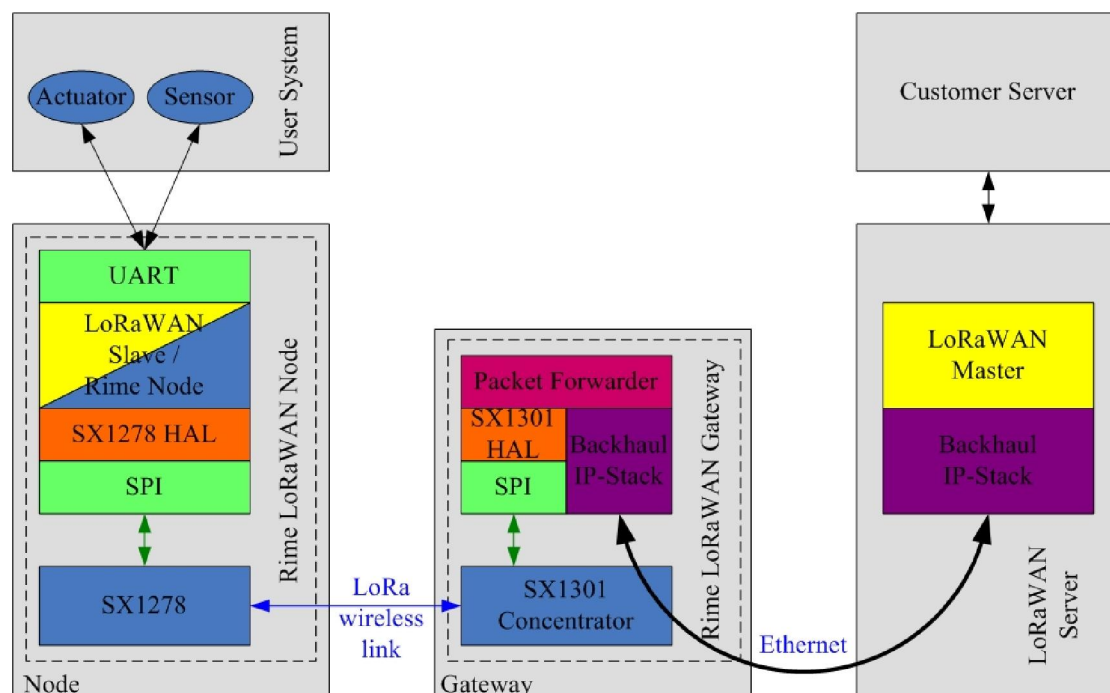 Actuator
Sensor
User System
Customer Server
UART
LoRaWAN
Slave /
Rime Node
SX1278 HAL
SPI
SX1278
Rime LoRaWAN Node
Node
LoRa
wireless
link
Packet Forwarder
SX1301
HAL
SPI
Backhaul
IP-Stack
SX1301
Concentrator
Rime LoRaWAN Gateway
Gateway
Ethernet
LoRaWAN
Master
Backhaul
IP-Stack
LoRaWAN
Server